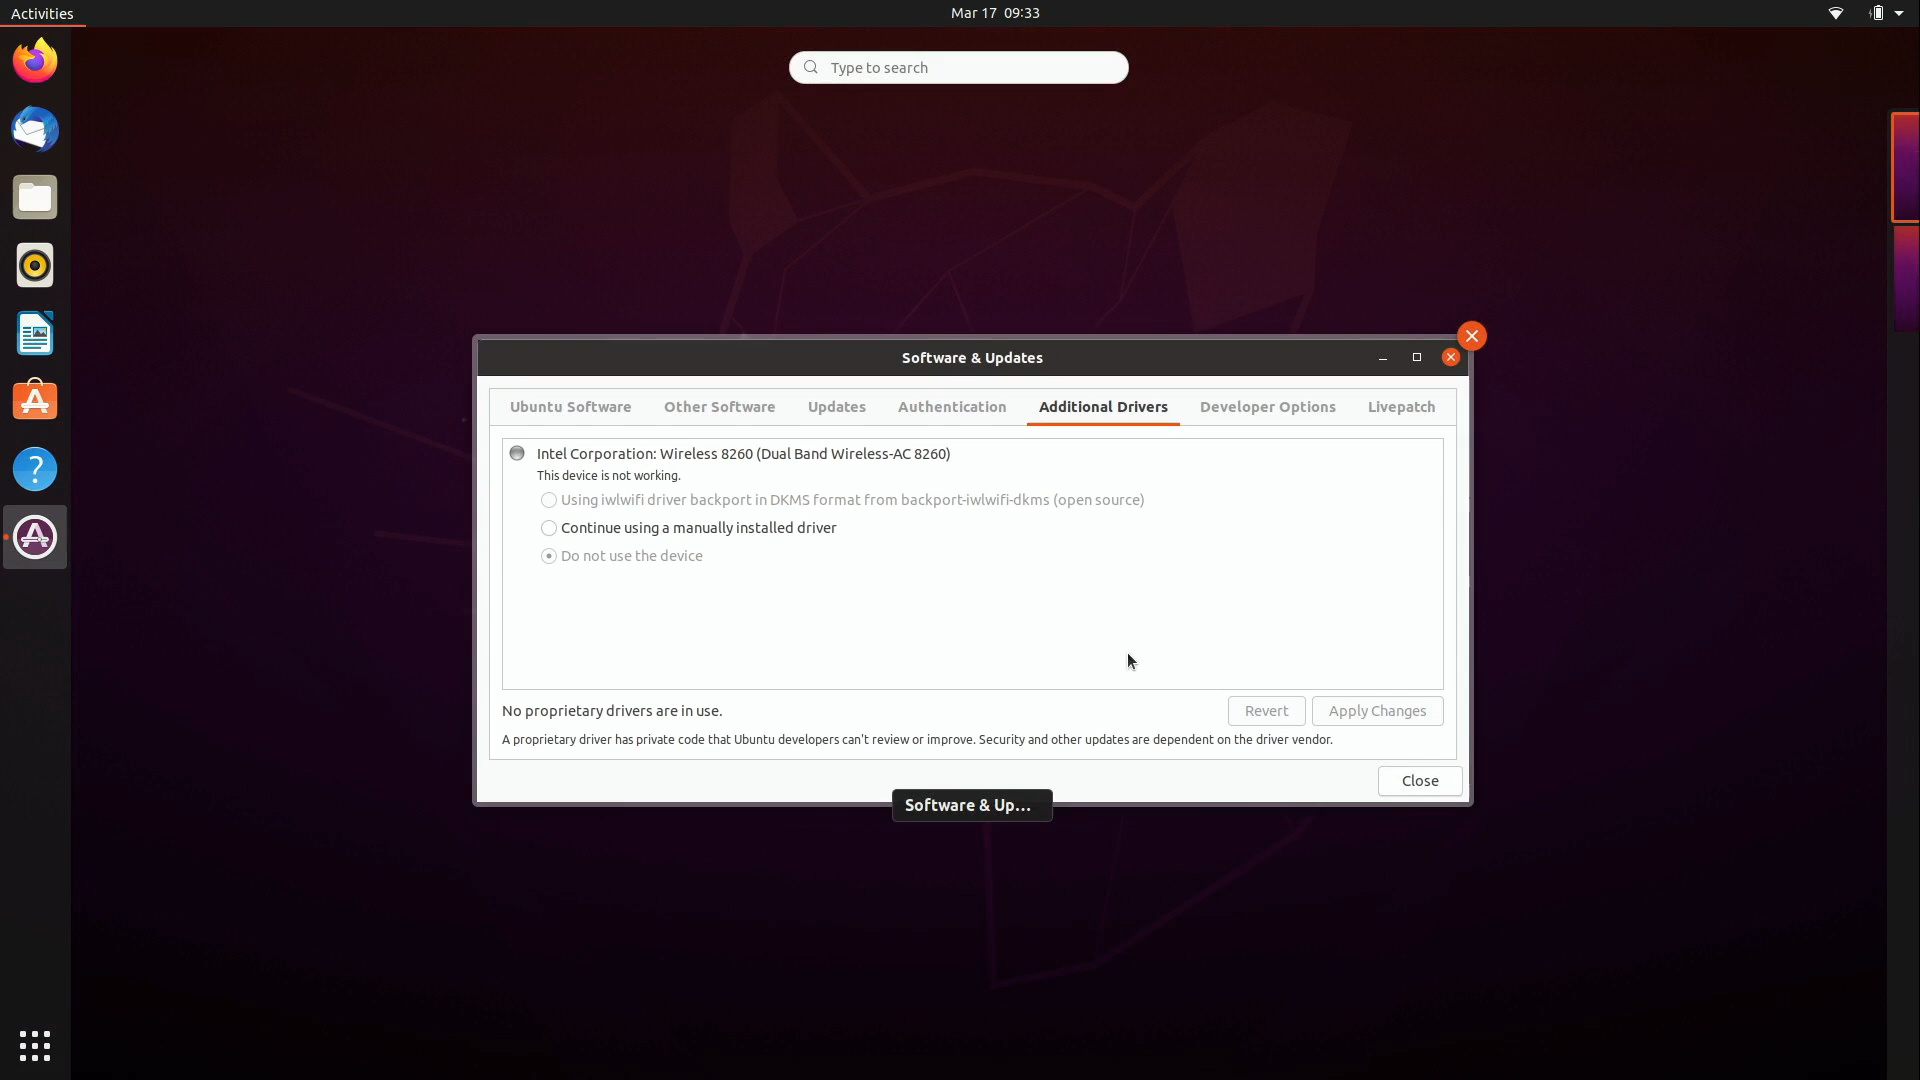 Activities
Mar 17 09:33
Type to search
Software & Updates
Ubuntu Software
Other Software
Updates
Authentication
Additional Drivers
Developer Options
Livepatch
Intel Corporation: Wireless 8260 (Dual Band Wireless-AC 8260)
This device is not working.
Using iwlwifi driver backport in DKMS format from backport-iwlwifi-dkms (open source)
Continue using a manually installed driver
Do not use the device
No proprietary drivers are in use.
Revert
Apply Changes
A proprietary driver has private code that Ubuntu developers can't review or improve. Security and other updates are dependent on the driver vendor.
Close
Software & Up...